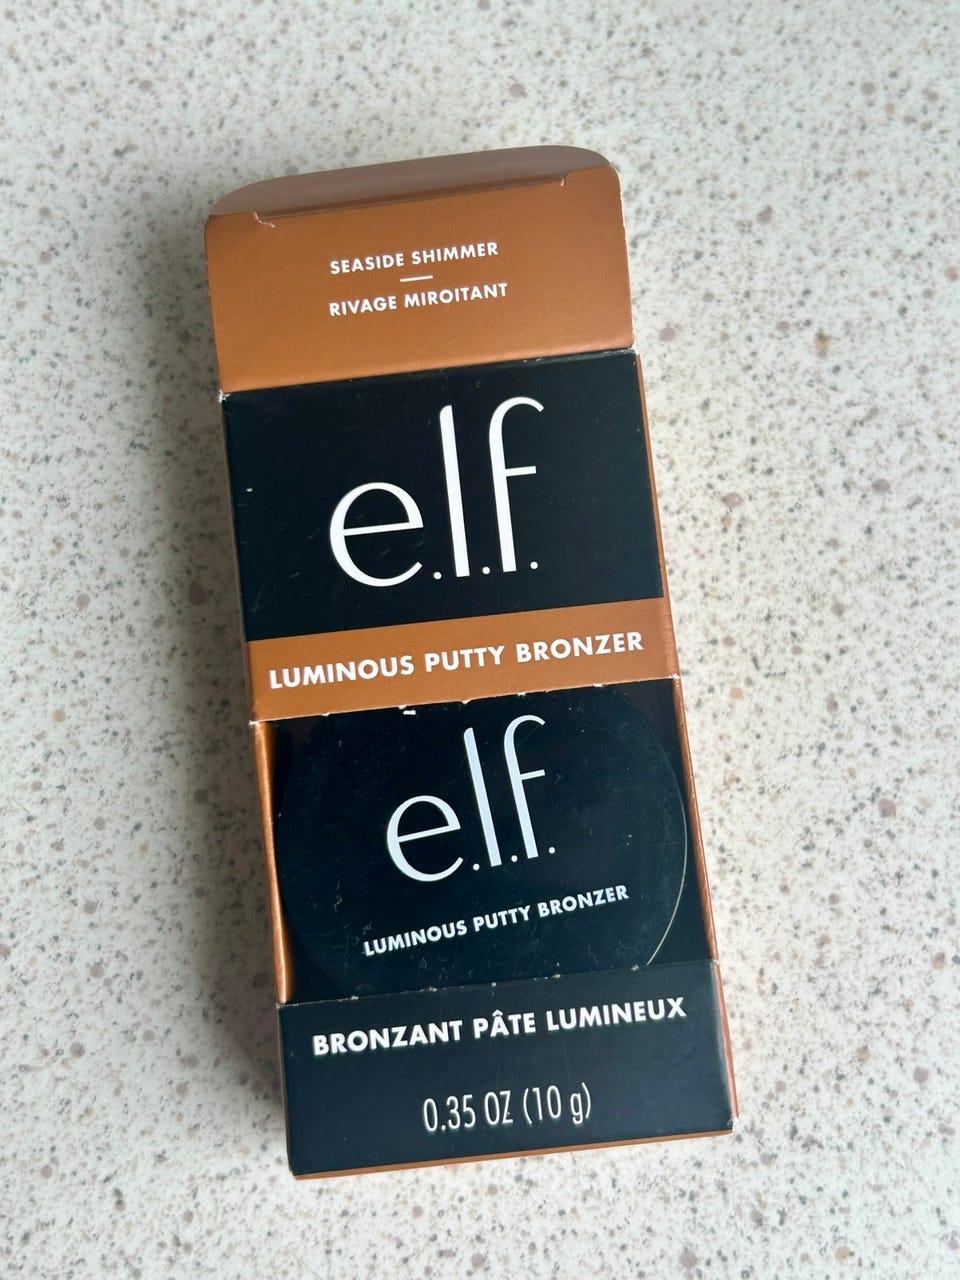 SEASIDE SHIMMER
RIVAGE MIROITANT
e.l.f.
LUMINOUS PUTTY BRONZER
e.l.f.
LUMINOUS PUTTY BRONZER
BRONZANT PÂTE LUMINEUX
0.35 OZ (10 g)